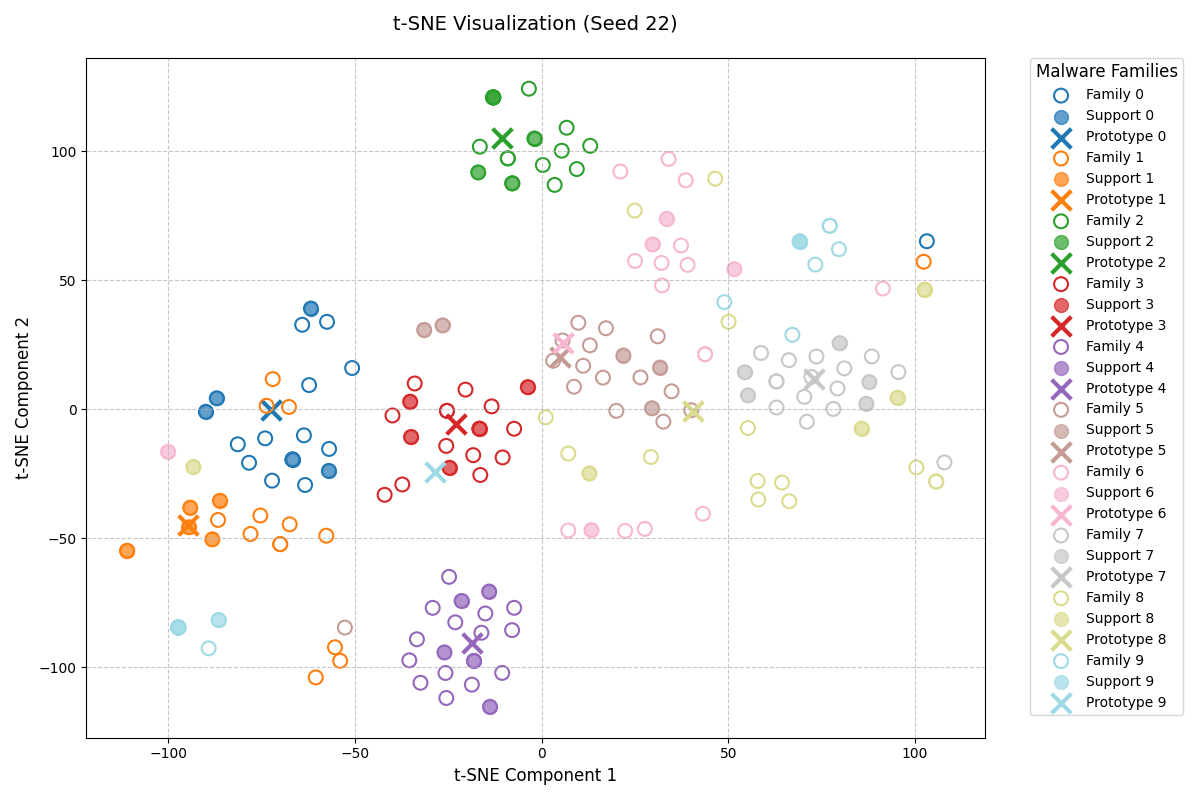 t-SNE Visualization (Seed 22)
t-SNE Component 2
100
50
0
−50
−100
−100
−50
0
50
100
t-SNE Component 1
Malware Families
Family 0
Support 0
Prototype 0
Family 1
Support 1
Prototype 1
Family 2
Support 2
Prototype 2
Family 3
Support 3
Prototype 3
Family 4
Support 4
Prototype 4
Family 5
Support 5
Prototype 5
Family 6
Support 6
Prototype 6
Family 7
Support 7
Prototype 7
Family 8
Support 8
Prototype 8
Family 9
Support 9
Prototype 9